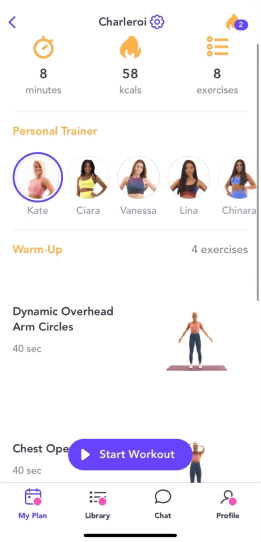 Charleroi
2
8
58
8
minutes
kcals
exercises
Personal Trainer
Kate
Ciara
Vanessa
Lina
Chinara
Warm-Up
4 exercises
Dynamic Overhead
Arm Circles
40 sec
Chest Ope
Start Workout
40 sec
My Plan
Library
Chat
Profile